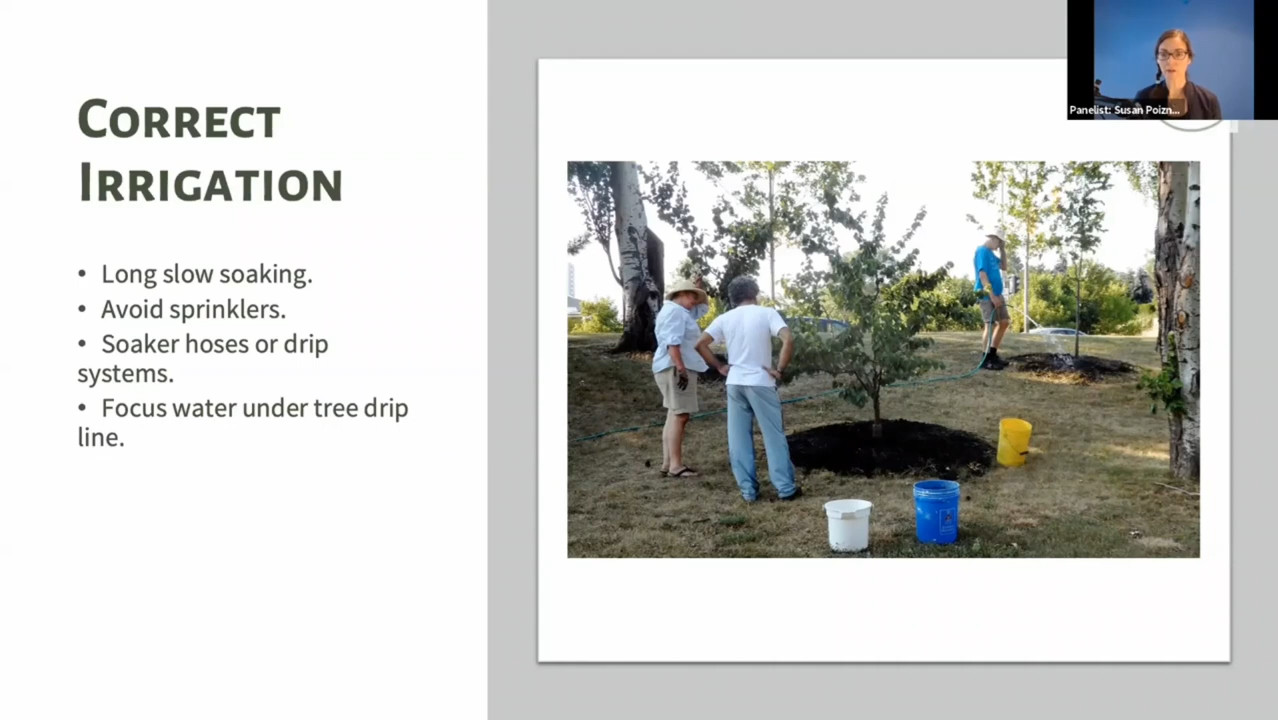 CORRECT
IRRIGATION
• Long slow soaking.
• Avoid sprinklers.
• Soaker hoses or drip
systems.
• Focus water under tree drip
line.
Panelist: Susan Poizn...